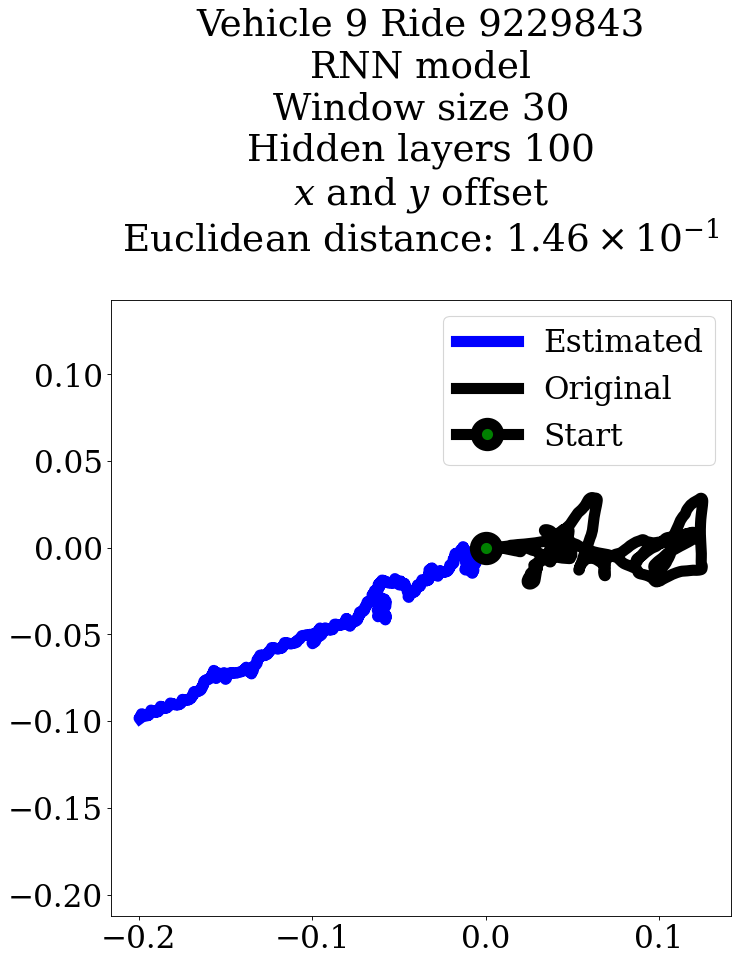 Vehicle 9 Ride 9229843
RNN model
Window size 30
Hidden layers 100
x and y offset
Euclidean distance: 1.46 × 10⁻¹
Estimated
Original
Start
0.10
0.05
0.00
−0.05
−0.10
−0.15
−0.20
−0.2 −0.1 0.0 0.1